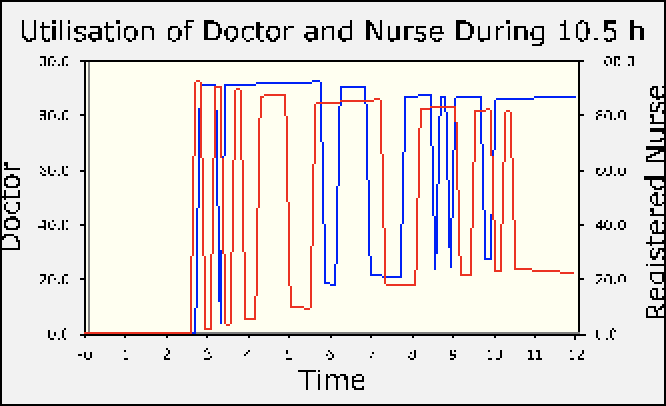 Utilisation of Doctor and Nurse During 10.5 h
80.0 80.0
60.0 60.0
40.0 40.0
20.0 20.0
0.0 0.0
-0 1 2 3 4 5 6 7 8 9 10 11 12
Doctor
Registered Nurse
Time